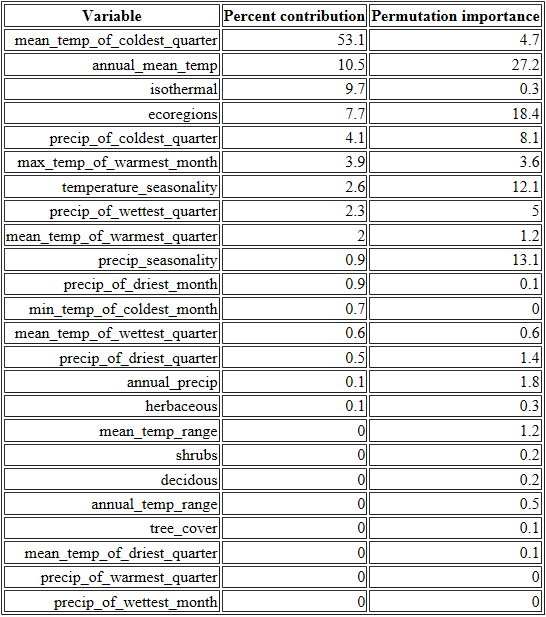 Variable Percent contribution Permutation importance
mean_temp_of_coldest_quarter 53.1 4.7
annual_mean_temp 10.5 27.2
isothermal 9.7 0.3
ecoregions 7.7 18.4
precip_of_coldest_quarter 4.1 8.1
max_temp_of_warmest_month 3.9 3.6
temperature_seasonality 2.6 12.1
precip_of_wettest_quarter 2.3 5
mean_temp_of_warmest_quarter 2 1.2
precip_seasonality 0.9 13.1
precip_of_driest_month 0.9 0.1
min_temp_of_coldest_month 0.7 0
mean_temp_of_wettest_quarter 0.6 0.6
precip_of_driest_quarter 0.5 1.4
annual_precip 0.1 1.8
herbaceous 0.1 0.3
mean_temp_range 0 1.2
shrubs 0 0.2
decidous 0 0.2
annual_temp_range 0 0.5
tree_cover 0 0.1
mean_temp_of_driest_quarter 0 0.1
precip_of_warmest_quarter 0 0
precip_of_wettest_month 0 0